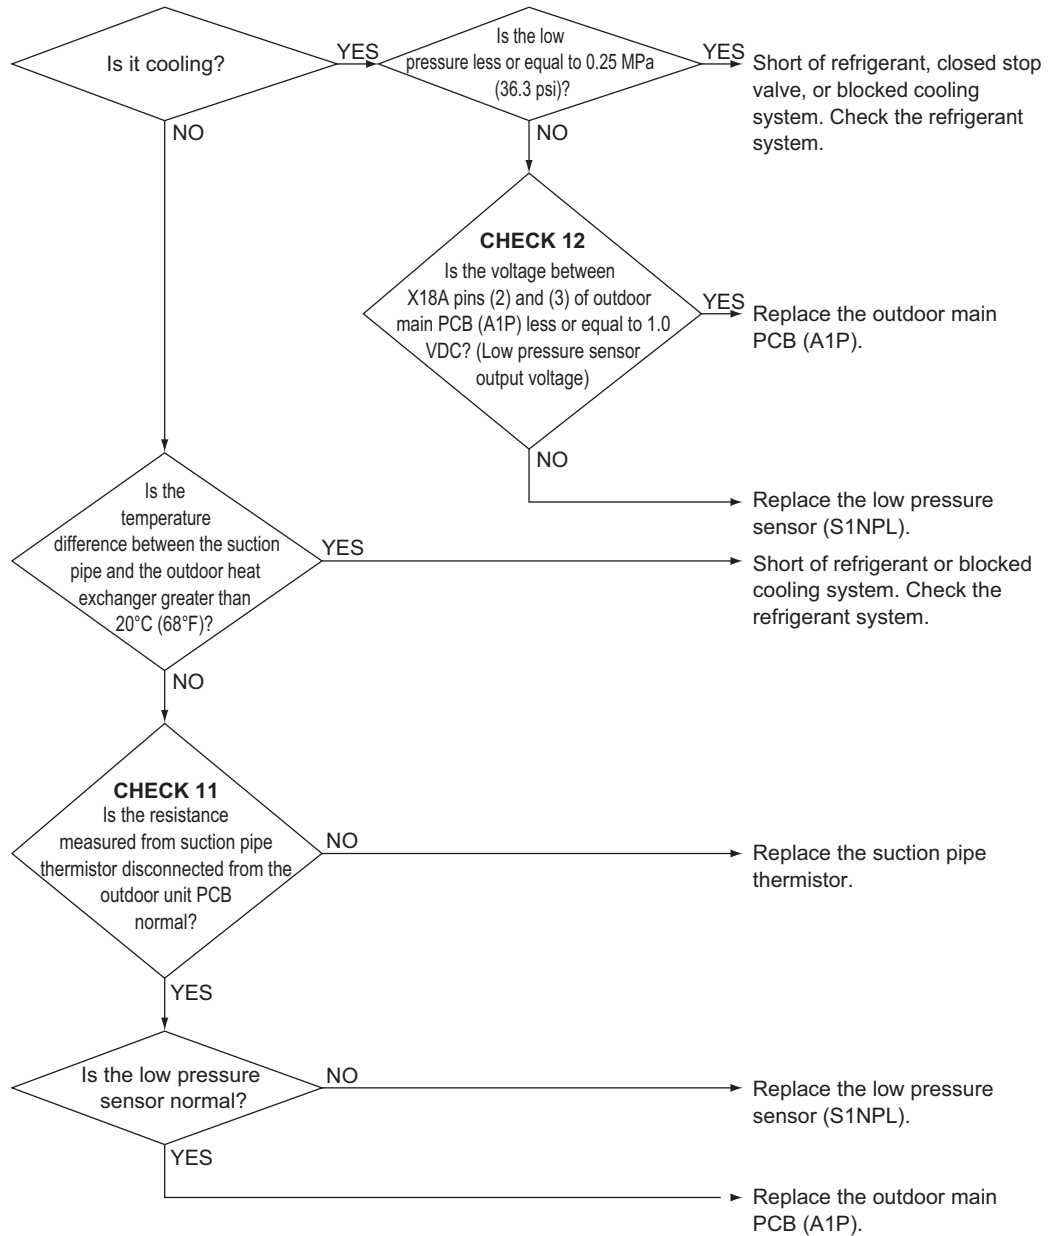 Is it cooling?
YES
Is the low
pressure less or equal to 0.25 MPa
(36.3 psi)?
YES
Short of refrigerant, closed stop
valve, or blocked cooling
system. Check the refrigerant
system.
NO
NO
CHECK 12
Is the voltage between
X18A pins (2) and (3) of outdoor
main PCB (A1P) less or equal to 1.0
VDC? (Low pressure sensor
output voltage)
YES
Replace the outdoor main
PCB (A1P).
NO
Replace the low pressure
sensor (S1NPL).
Is the
temperature
difference between the suction
pipe and the outdoor heat
exchanger greater than
20°C (68°F)?
YES
Short of refrigerant or blocked
cooling system. Check the
refrigerant system.
NO
CHECK 11
Is the resistance
measured from suction pipe
thermistor disconnected from the
outdoor unit PCB
normal?
NO
Replace the suction pipe
thermistor.
YES
Is the low pressure
sensor normal?
NO
Replace the low pressure
sensor (S1NPL).
YES
Replace the outdoor main
PCB (A1P).